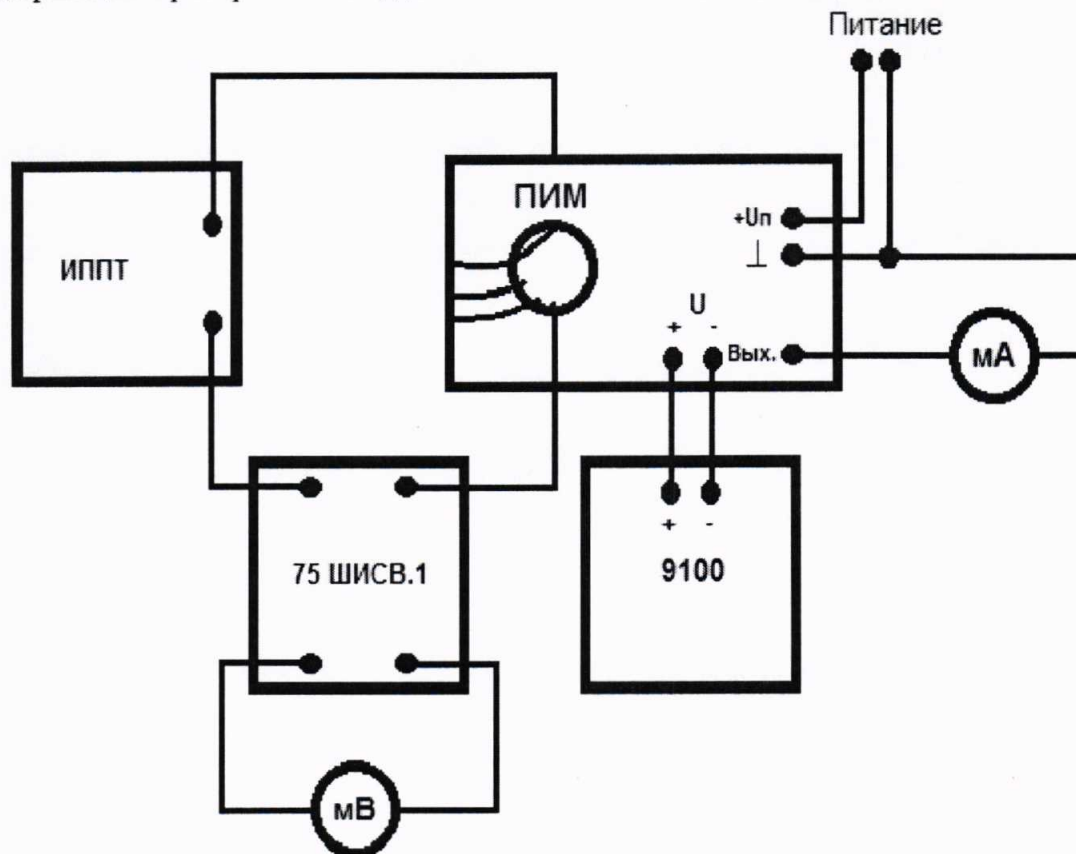 Питание
ПИМ
+Uп
ИППТ
⊥
U
+ -
Вых.
мА
+ -
75 ШИСВ.1
9100
мВ